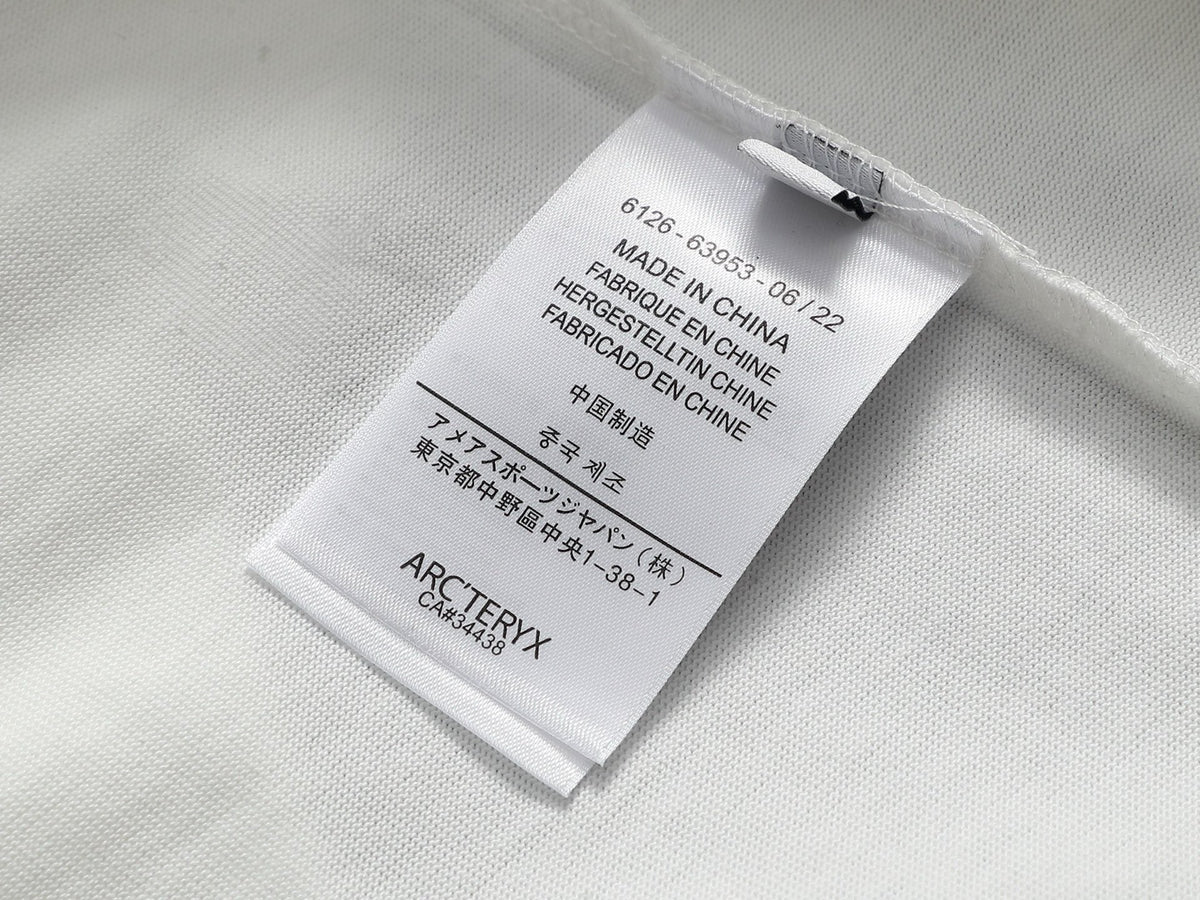 6126 - 63953 - 06 / 22
MADE IN CHINA
FABRIQUE EN CHINE
HERGESTELLTIN CHINE
FABRICADO EN CHINE
中国制造
중국 제조
アメアスポーツジヤパン(株)
東京都中野區中央1-38-1
ARC'TERYX
CA#34438